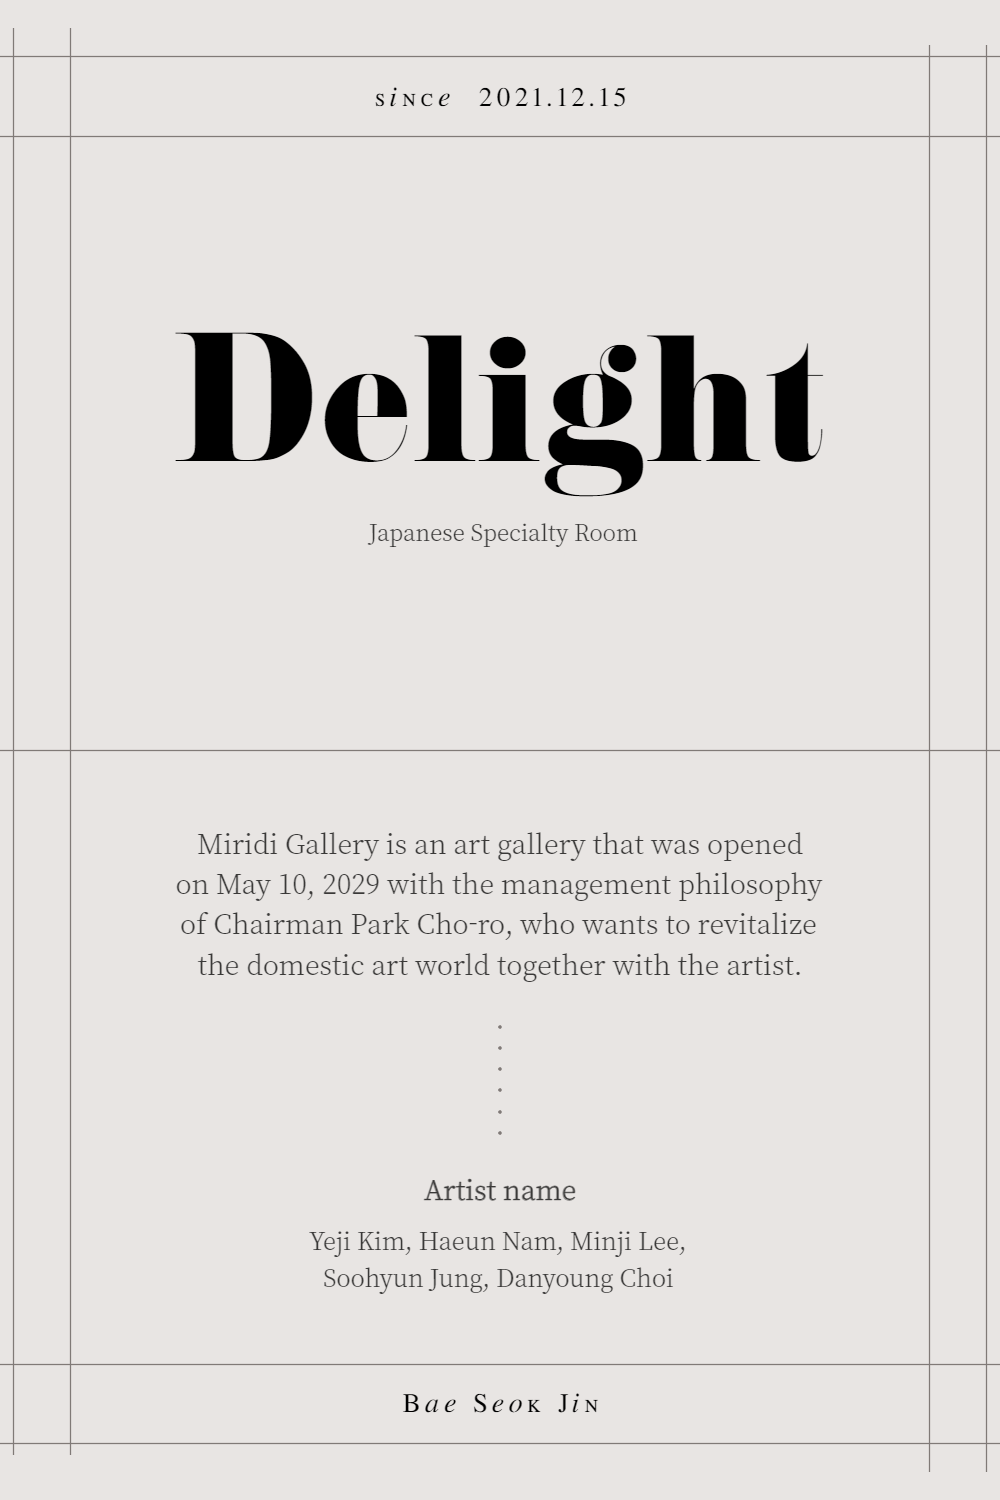 siNCe 2021.12.15
Delight
Japanese Specialty Room
Miridi Gallery is an art gallery that was opened
on May 10, 2029 with the management philosophy
of Chairman Park Cho-ro, who wants to revitalize
the domestic art world together with the artist.
Artist name
Yeji Kim, Haeun Nam, Minji Lee,
Soohyun Jung, Danyoung Choi
Bae SeoK JiN